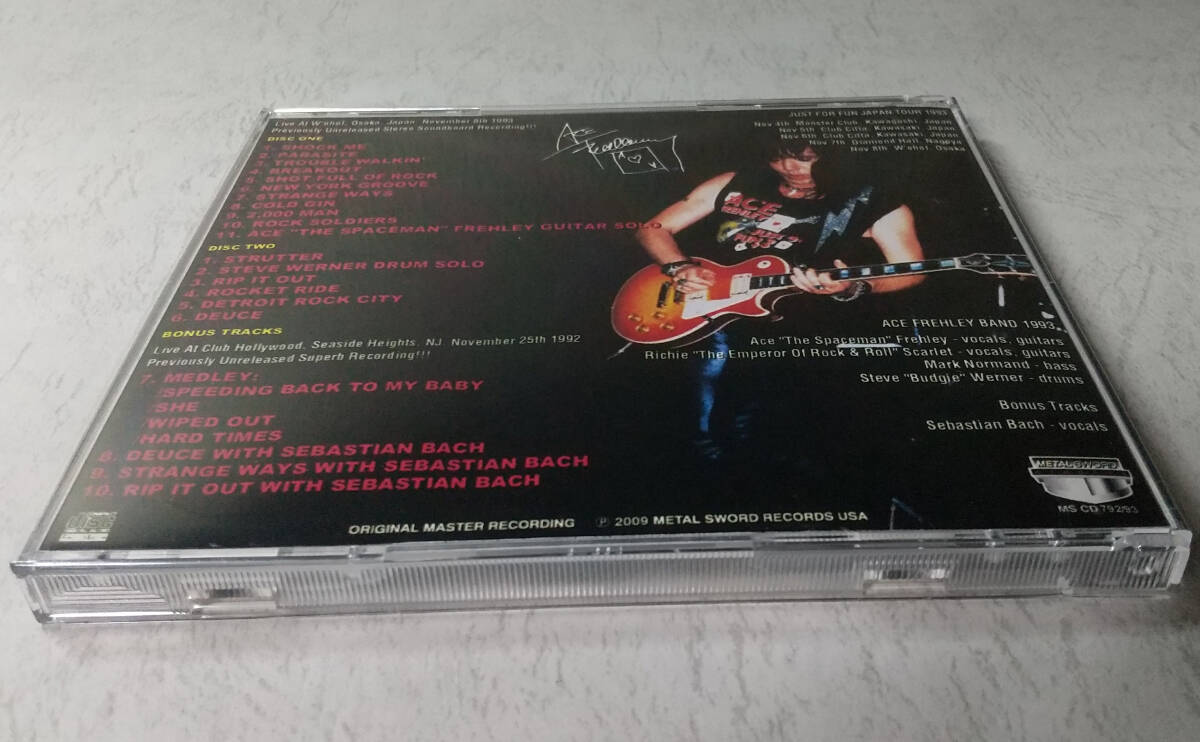 Live At W'ohol, Osaka, Japan, November 8th 1993
Previously Unreleased Stereo Soundboard Recording!!!
DISC ONE
1. SHOCK ME
2. PARASITE
3. TROUBLE WALKIN'
4. BREAKOUT
5. SHOT FULL OF ROCK
6. NEW YORK GROOVE
7. STRANGE WAYS
8. COLD GIN
9. 2,000 MAN
10. ROCK SOLDIERS
11. ACE "THE SPACEMAN" FREHLEY GUITAR SOLO
DISC TWO
1. STRUTTER
2. STEVE WERNER DRUM SOLO
3. RIP IT OUT
4. ROCKET RIDE
5. DETROIT ROCK CITY
6. DEUCE
BONUS TRACKS
Live At Club Hollywood, Seaside Heights, NJ, November 25th 1992
Previously Unreleased Superb Recording!!!
7. MEDLEY:
/SPEEDING BACK TO MY BABY
/SHE
/WIPED OUT
/HARD TIMES
8. DEUCE WITH SEBASTIAN BACH
9. STRANGE WAYS WITH SEBASTIAN BACH
10. RIP IT OUT WITH SEBASTIAN BACH
JUST FOR FUN JAPAN TOUR 1993
Nov 4th Monster Club, Kawagoshi, Japan
Nov 5th Club Citta, Kawasaki, Japan
Nov 6th Club Citta, Kawasaki, Japan
Nov 7th Diamond Hall, Nagoya
Nov 8th W'ohol, Osaka
ACE
FREHLEY
ACE FREHLEY BAND 1993
Ace "The Spaceman" Frehley - vocals, guitars
Richie "The Emperor Of Rock & Roll" Scarlet - vocals, guitars
Mark Normand - bass
Steve "Budgie" Werner - drums
Bonus Tracks
Sebastian Bach - vocals
METALSWORD
MS CD 792/93
ORIGINAL MASTER RECORDING ℗ 2009 METAL SWORD RECORDS USA